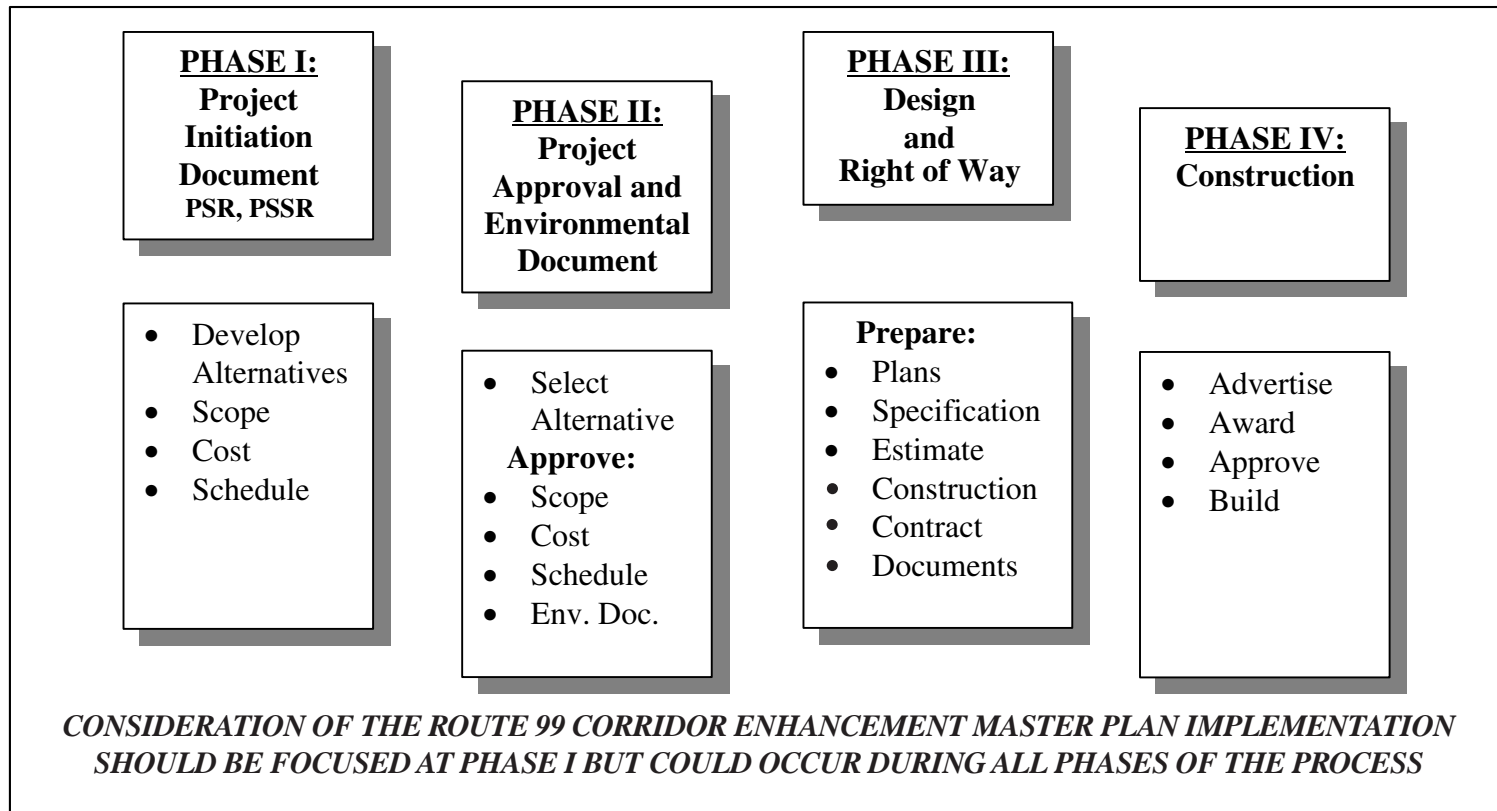 PHASE I:
Project
Initiation
Document
PSR, PSSR
• Develop
Alternatives
• Scope
• Cost
• Schedule
PHASE II:
Project
Approval and
Environmental
Document
• Select
Alternative
Approve:
• Scope
• Cost
• Schedule
• Env. Doc.
PHASE III:
Design
and
Right of Way
Prepare:
• Plans
• Specification
• Estimate
• Construction
• Contract
• Documents
PHASE IV:
Construction
• Advertise
• Award
• Approve
• Build
CONSIDERATION OF THE ROUTE 99 CORRIDOR ENHANCEMENT MASTER PLAN IMPLEMENTATION
SHOULD BE FOCUSED AT PHASE I BUT COULD OCCUR DURING ALL PHASES OF THE PROCESS